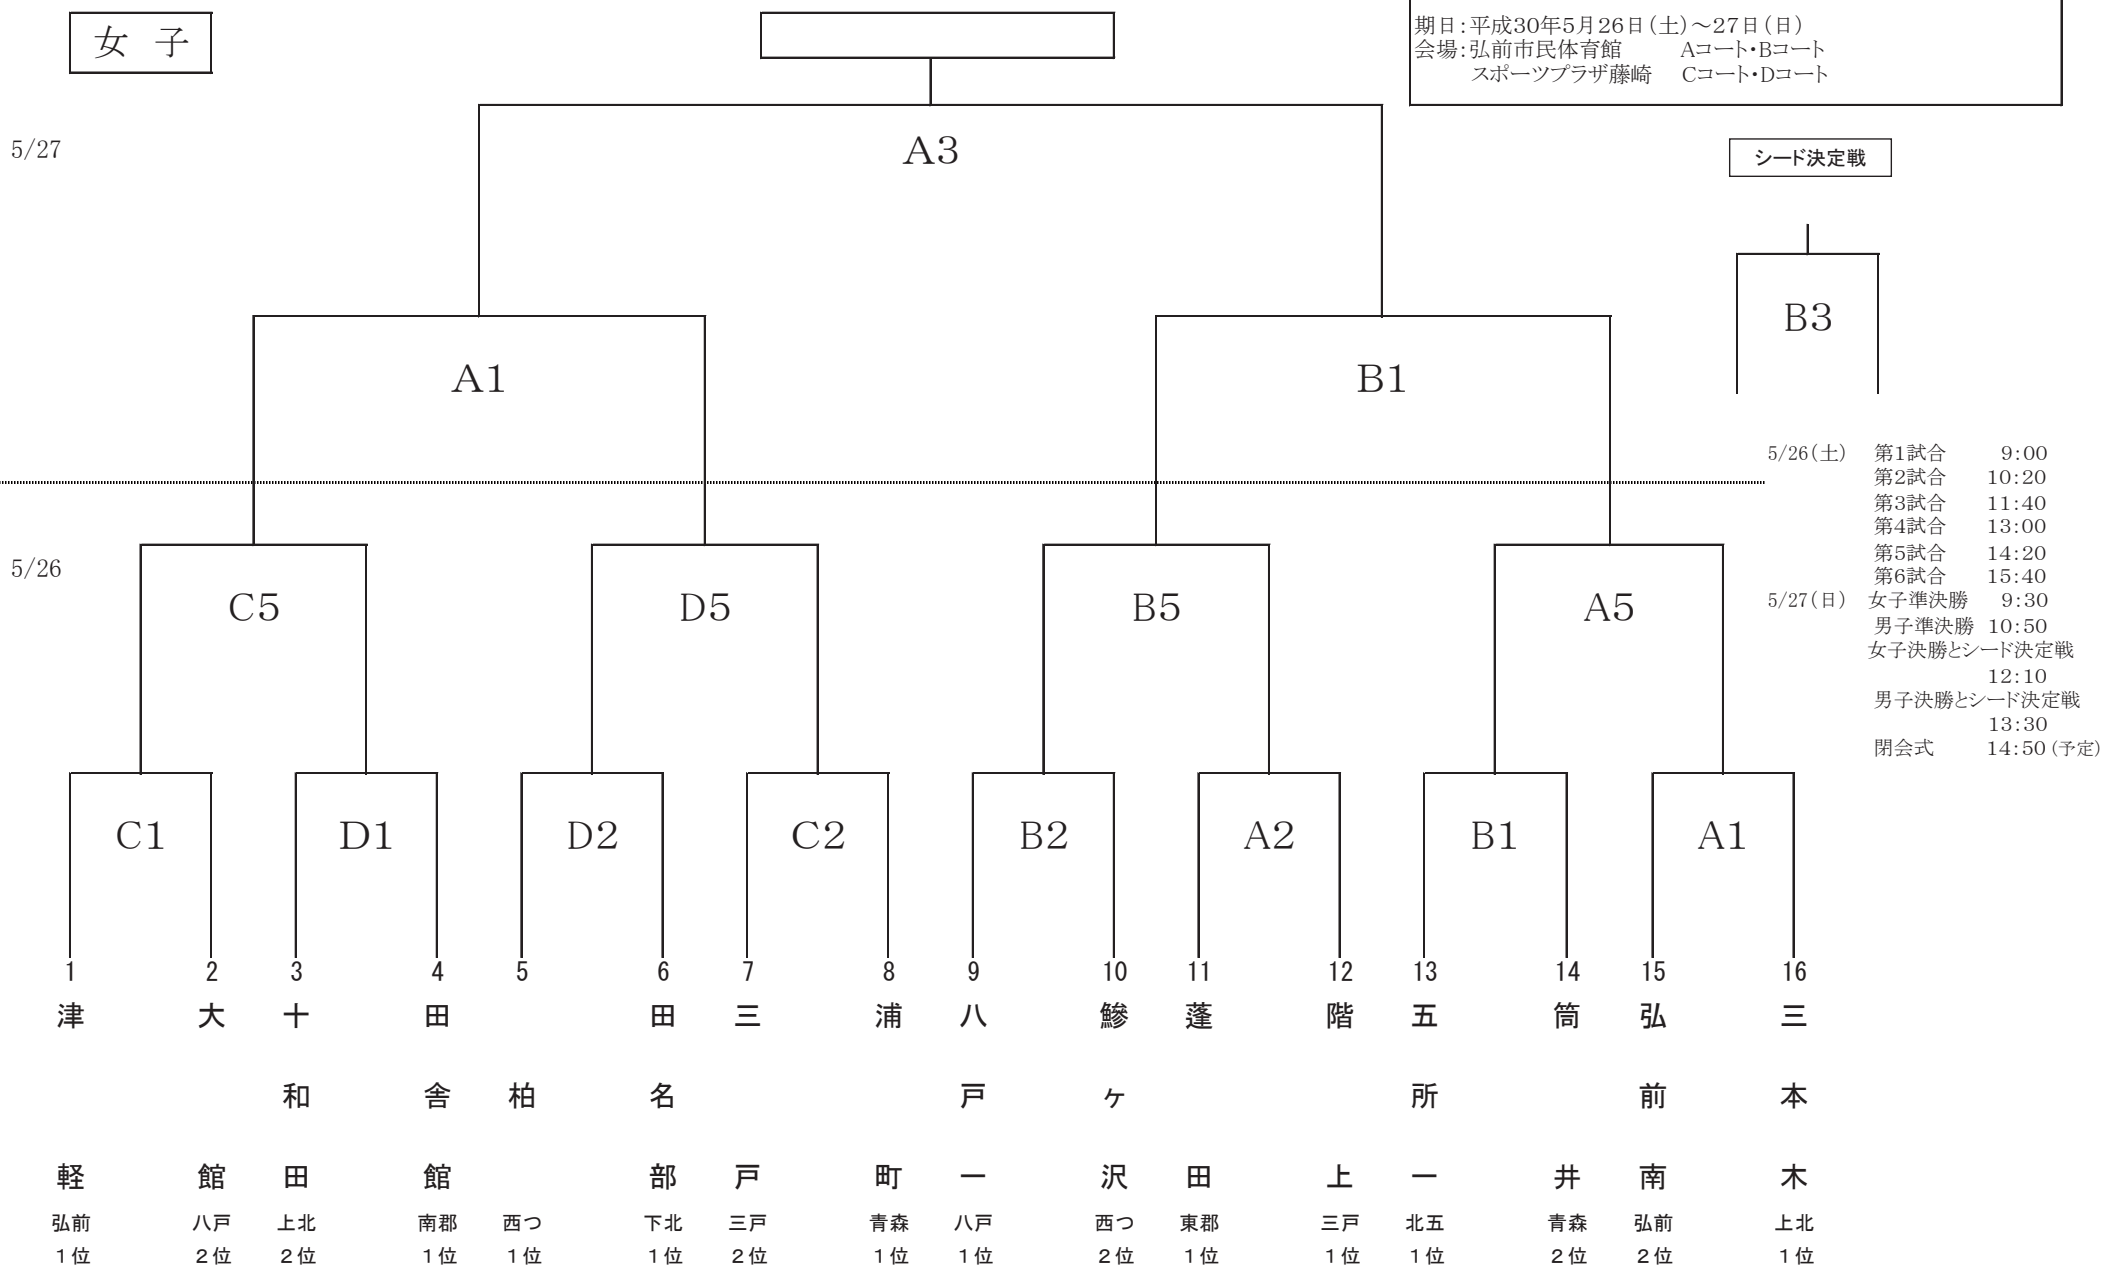 女 子
期日：平成30年5月26日（土）～27日（日）
会場：弘前市民体育館 Aコート・Bコート
スポーツプラザ藤崎 Cコート・Dコート
5/27
A3
シード決定戦
B3
A1
B1
5/26（土） 第1試合 9：00
第2試合 10：20
第3試合 11：40
第4試合 13：00
第5試合 14：20
第6試合 15：40
5/27（日） 女子準決勝 9：30
男子準決勝 10：50
女子決勝とシード決定戦
12：10
男子決勝とシード決定戦
13：30
閉会式 14：50（予定）
5/26
C5
D5
B5
A5
C1
D1
D2
C2
B2
A2
B1
A1
1 2 3 4 5 6 7 8 9 10 11 12 13 14 15 16
津軽
大館
十和田
田舎館
柏
田名部
三戸
浦町
八戸一
鰺ヶ沢
蓬田
階上
五所一
筒井
弘前南
三本木
弘前 八戸 上北 南郡 西つ 下北 三戸 青森 八戸 西つ 東郡 三戸 北五 青森 弘前 上北
1位 2位 2位 1位 1位 1位 2位 1位 1位 2位 1位 1位 1位 2位 2位 1位